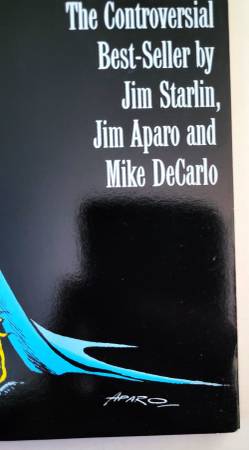 The Controversial
Best-Seller by
Jim Starlin,
Jim Aparo and
Mike DeCarlo
APARO